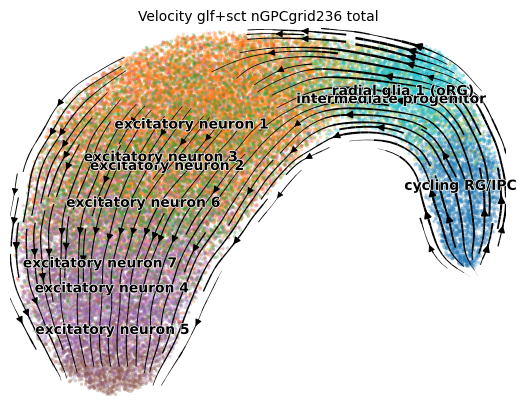 Velocity glf+sct nGPCgrid236 total
radial glia 1 (oRG)
intermediate progenitor
excitatory neuron 1
excitatory neuron 3
excitatory neuron 2
cycling RG/IPC
excitatory neuron 6
excitatory neuron 7
excitatory neuron 4
excitatory neuron 5